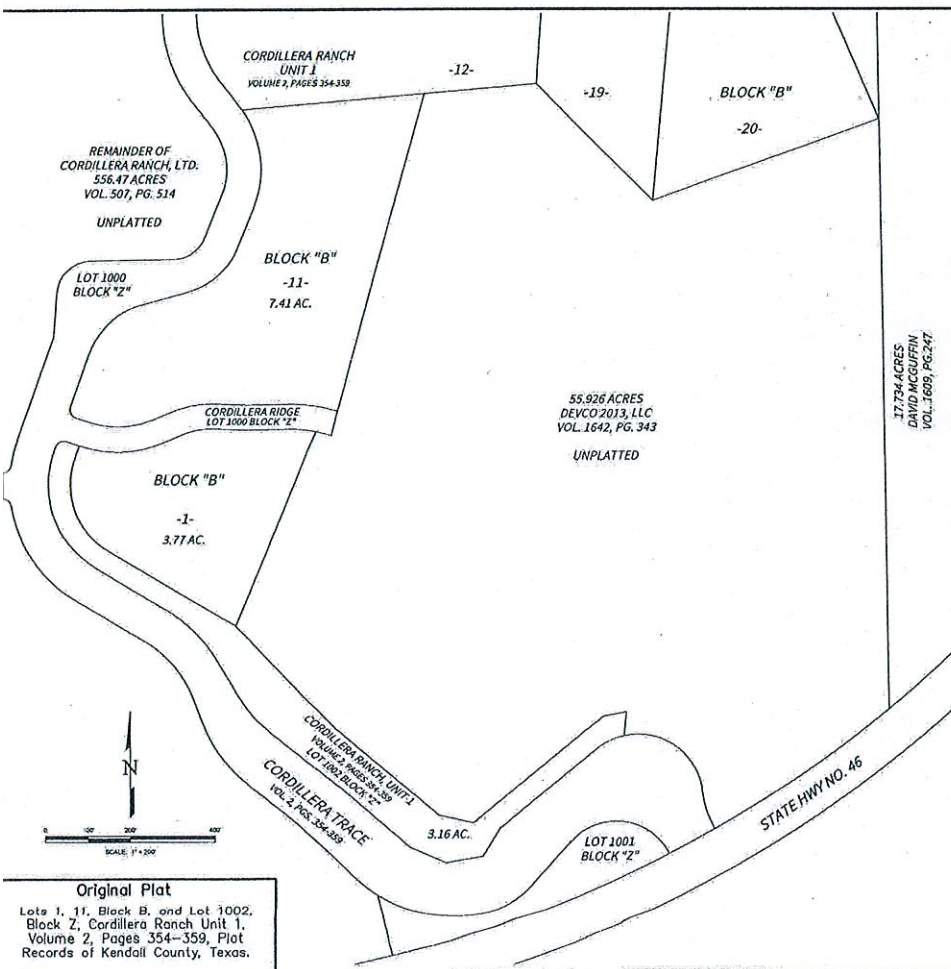 CORDILLERA RANCH
UNIT 1
VOLUME 2, PAGES 354-359
-12-
-19-
BLOCK "B"
-20-
REMAINDER OF
CORDILLERA RANCH, LTD.
556.47 ACRES
VOL. 507, PG. 514
UNPLATTED
LOT 1000
BLOCK "Z"
BLOCK "B"
-11-
7.41 AC.
17.734 ACRES
DAVID MCGUFFIN
VOL. 1609, PG.247
55.926 ACRES
DEVCO 2013, LLC
VOL. 1642, PG. 343
UNPLATTED
CORDILLERA RIDGE
LOT 1000 BLOCK "Z"
BLOCK "B"
-1-
3.77 AC.
CORDILLERA RANCH, UNIT-1
VOLUME 2, PAGES 354-359
LOT 1002 BLOCK "Z"
CORDILLERA TRACE
VOL 2, PGS. 354-359
3.16 AC.
STATE HWY NO. 46
LOT 1001
BLOCK "Z"
N
0 100' 200' 400'
SCALE: 1" = 200'
Original Plat
Lots 1, 11, Block B, and Lot 1002,
Block Z, Cordillera Ranch Unit 1,
Volume 2, Pages 354-359, Plat
Records of Kendall County, Texas.